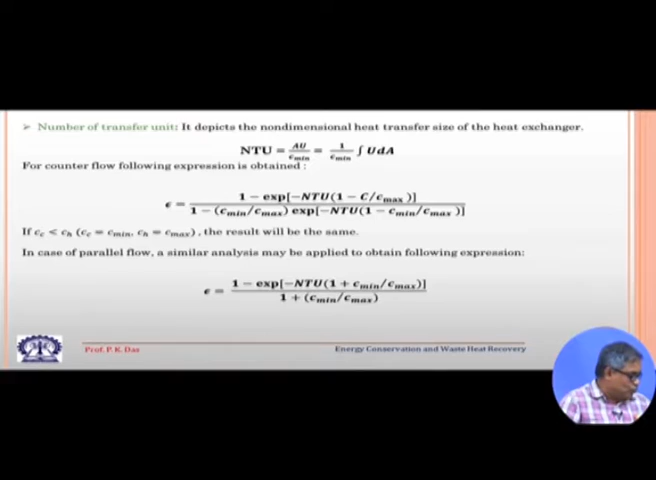 ➢ Number of transfer unit: It depicts the nondimensional heat transfer size of the heat exchanger.
NTU = AU/c_min = 1/c_min ∫ UdA
For counter flow following expression is obtained :
ϵ = 1 − exp[−NTU(1 − C/c_max )] / 1 − (c_min/c_max) exp[−NTU(1 − c_min/c_max )]
If c_c < c_h (c_c = c_min, c_h = c_max), the result will be the same.
In case of parallel flow, a similar analysis may be applied to obtain following expression:
ϵ = 1 − exp[−NTU(1 + c_min/c_max)] / 1 + (c_min/c_max)
Prof. P. K. Das
Energy Conservation and Waste Heat Recovery